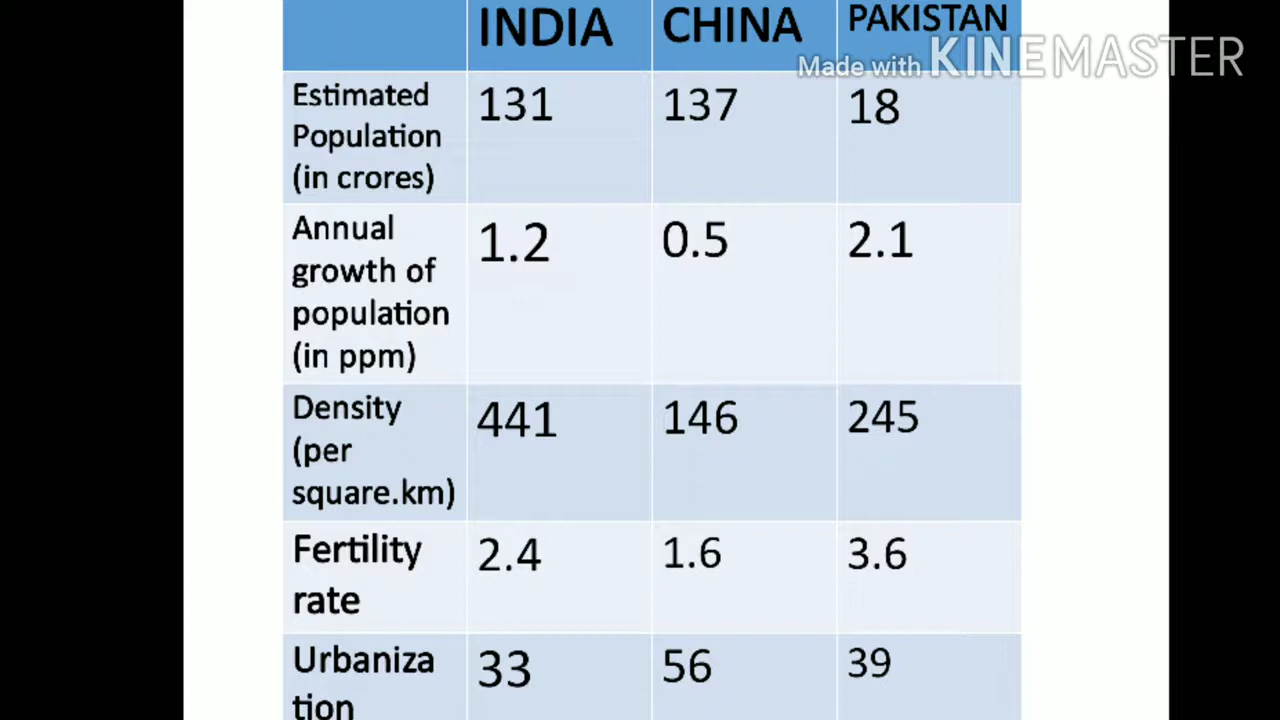 INDIA CHINA PAKISTAN
Made with KINEMASTER
Estimated
Population
(in crores)
131 137 18
Annual
growth of
population
(in ppm)
1.2 0.5 2.1
Density
(per
square.km)
441 146 245
Fertility
rate
2.4 1.6 3.6
Urbaniza
tion
33 56 39